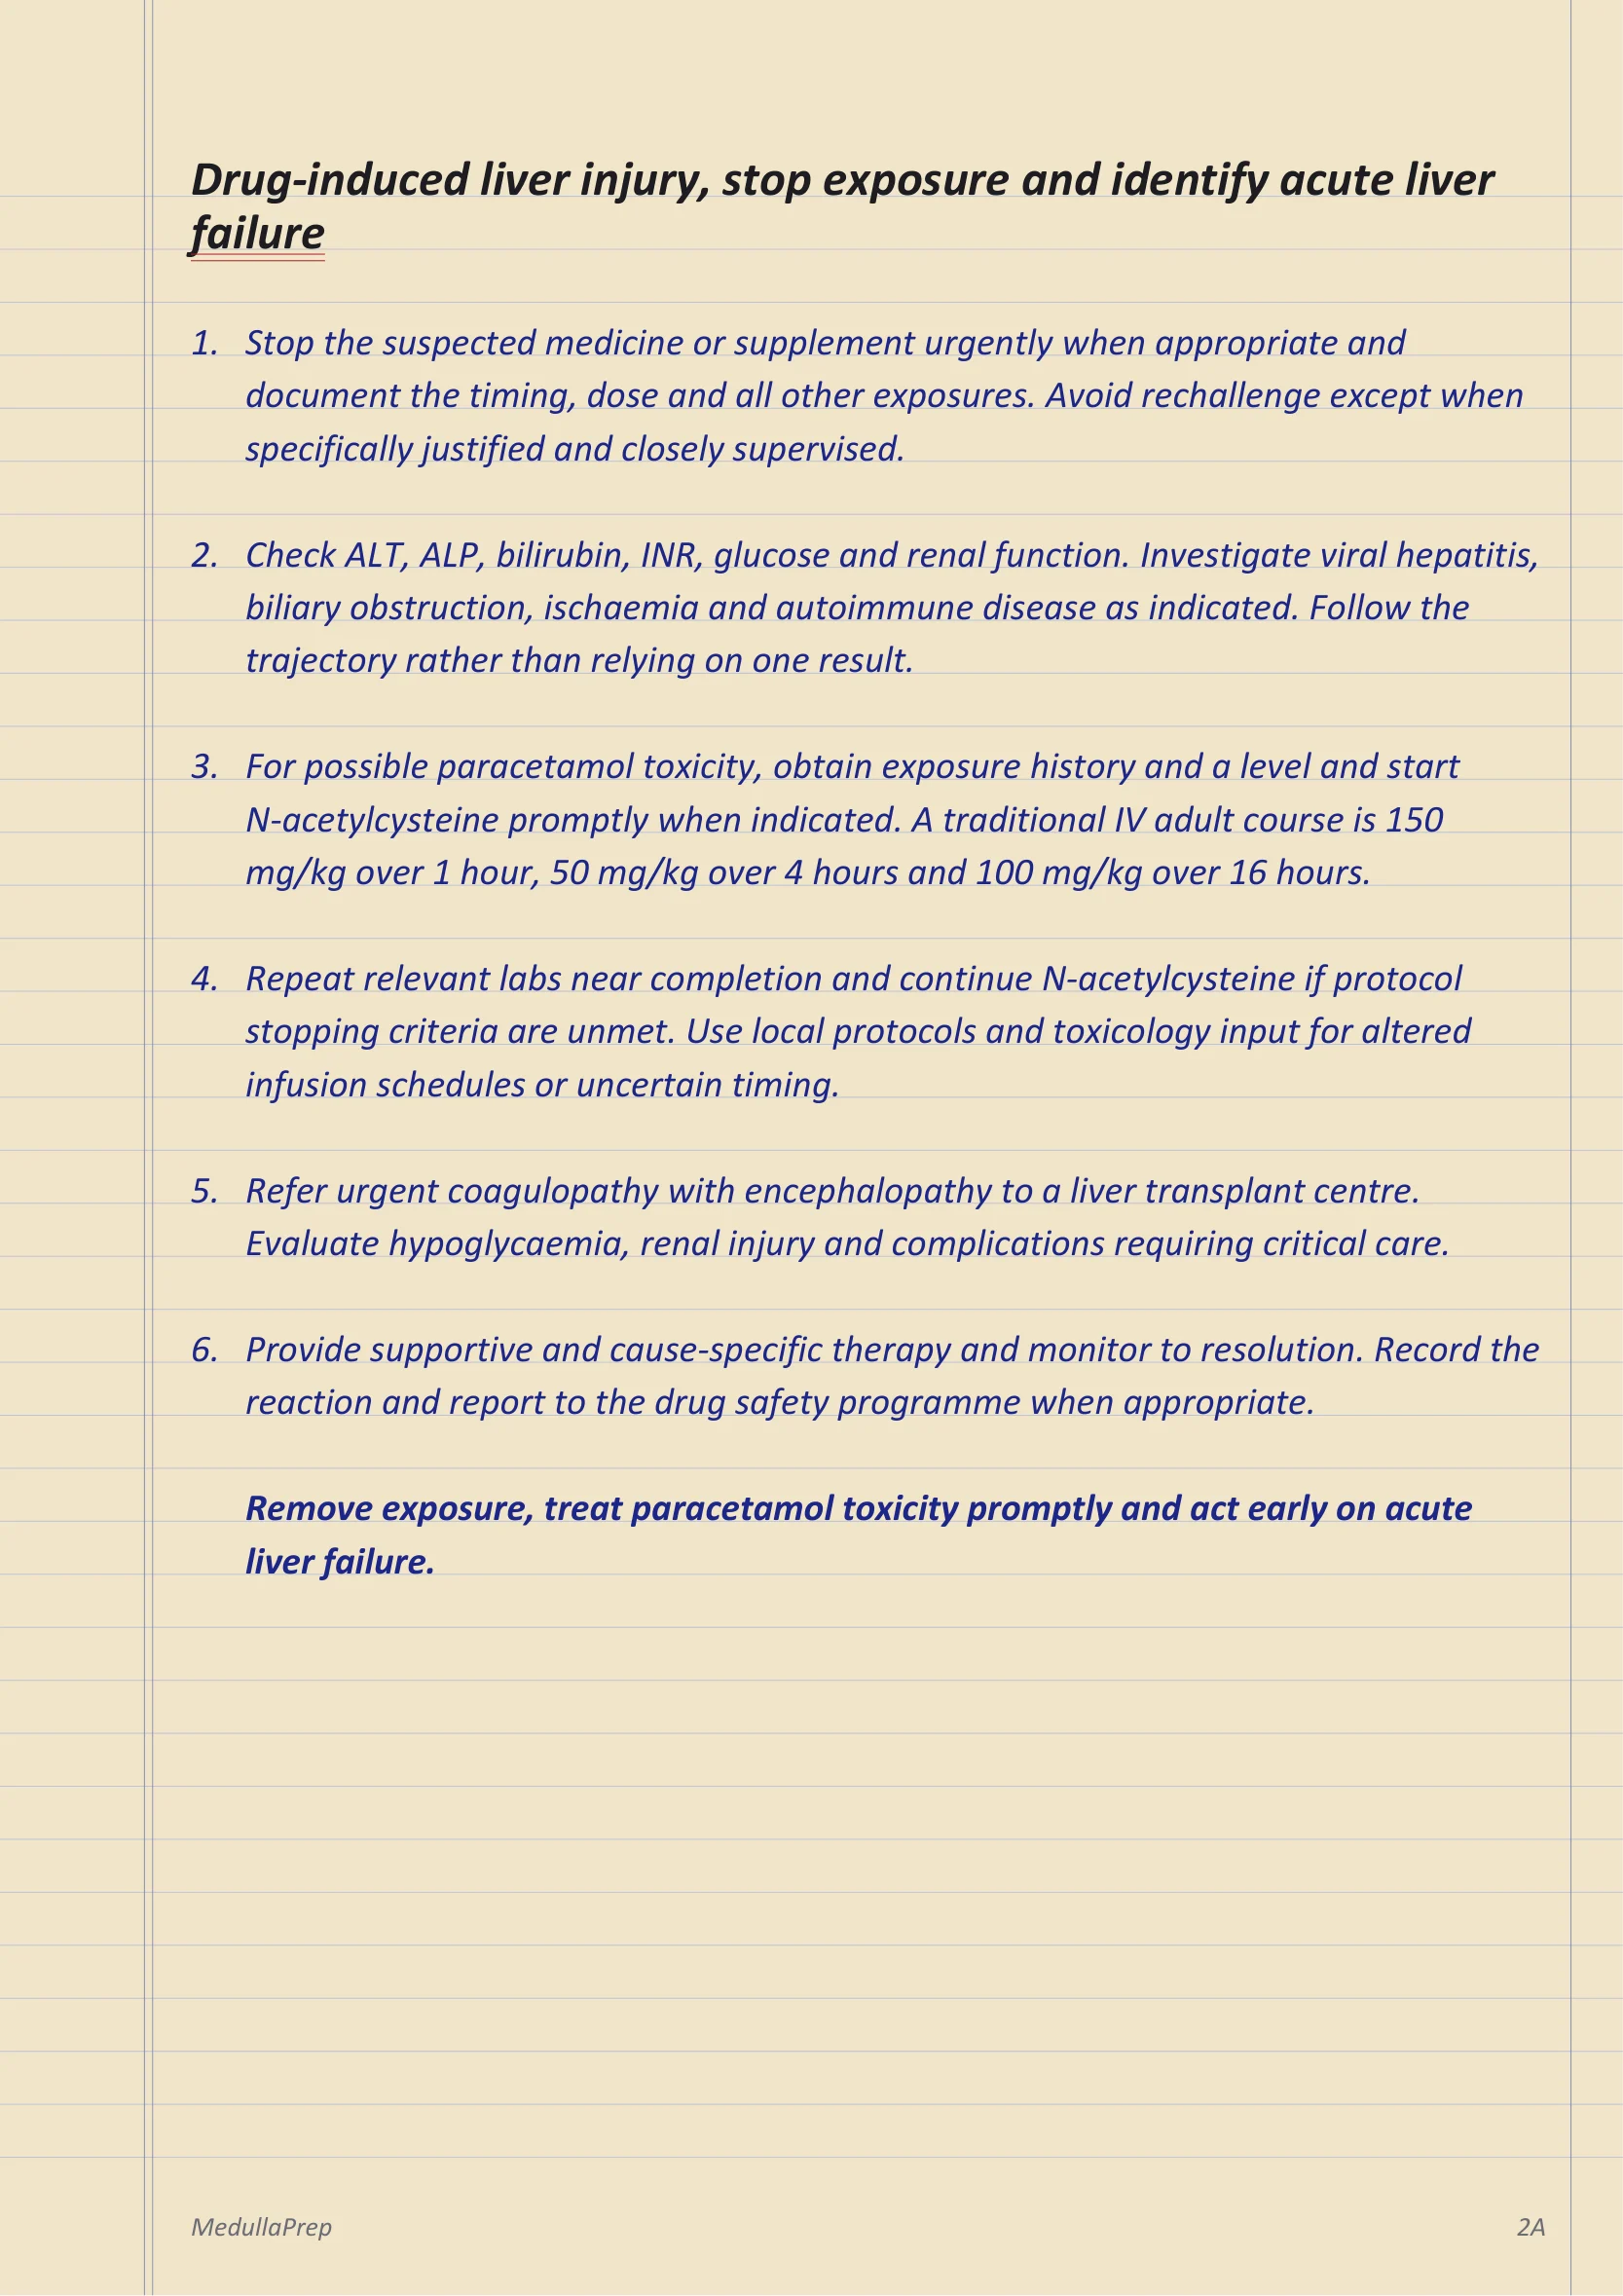 Drug-induced liver injury, stop exposure and identify acute liver
failure
1. Stop the suspected medicine or supplement urgently when appropriate and
document the timing, dose and all other exposures. Avoid rechallenge except when
specifically justified and closely supervised.
2. Check ALT, ALP, bilirubin, INR, glucose and renal function. Investigate viral hepatitis,
biliary obstruction, ischaemia and autoimmune disease as indicated. Follow the
trajectory rather than relying on one result.
3. For possible paracetamol toxicity, obtain exposure history and a level and start
N-acetylcysteine promptly when indicated. A traditional IV adult course is 150
mg/kg over 1 hour, 50 mg/kg over 4 hours and 100 mg/kg over 16 hours.
4. Repeat relevant labs near completion and continue N-acetylcysteine if protocol
stopping criteria are unmet. Use local protocols and toxicology input for altered
infusion schedules or uncertain timing.
5. Refer urgent coagulopathy with encephalopathy to a liver transplant centre.
Evaluate hypoglycaemia, renal injury and complications requiring critical care.
6. Provide supportive and cause-specific therapy and monitor to resolution. Record the
reaction and report to the drug safety programme when appropriate.
Remove exposure, treat paracetamol toxicity promptly and act early on acute
liver failure.
MedullaPrep
2A